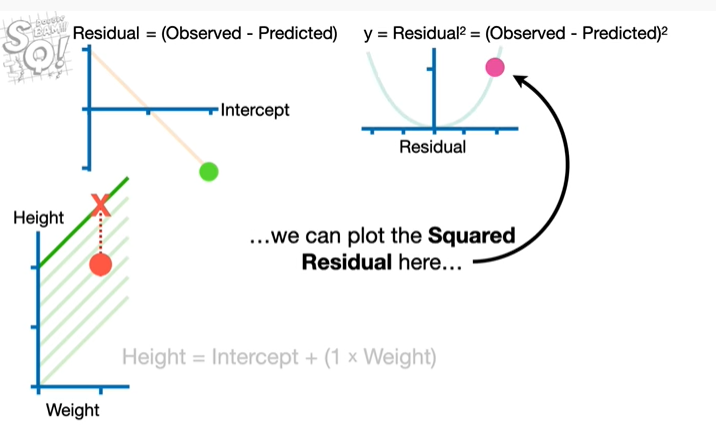 SQ!
Residual = (Observed - Predicted)
y = Residual² = (Observed - Predicted)²
Intercept
Residual
Height
X
...we can plot the Squared
Residual here...
Height = Intercept + (1 × Weight)
Weight